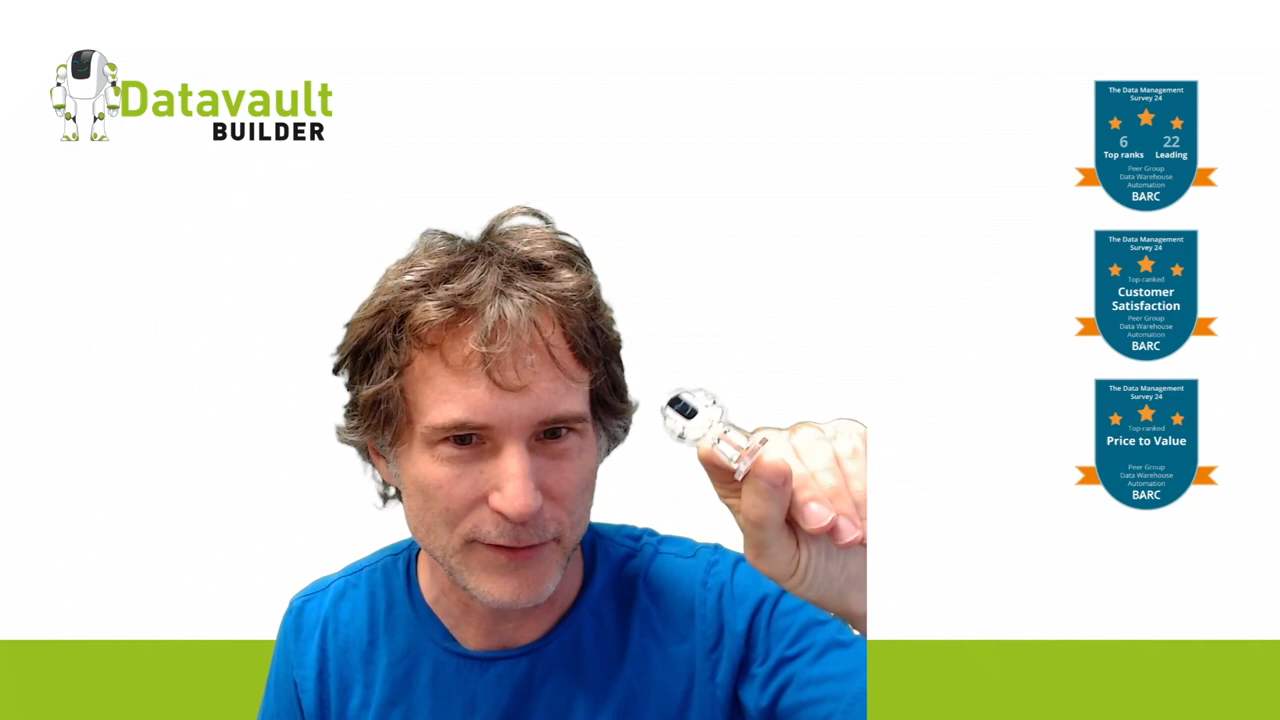 Datavault
BUILDER
The Data Management
Survey 24
6 22
Top ranks Leading
Peer Group
Data Warehouse
Automation
BARC
The Data Management
Survey 24
Top-ranked
Customer
Satisfaction
Peer Group
Data Warehouse
Automation
BARC
The Data Management
Survey 24
Top-ranked
Price to Value
Peer Group
Data Warehouse
Automation
BARC